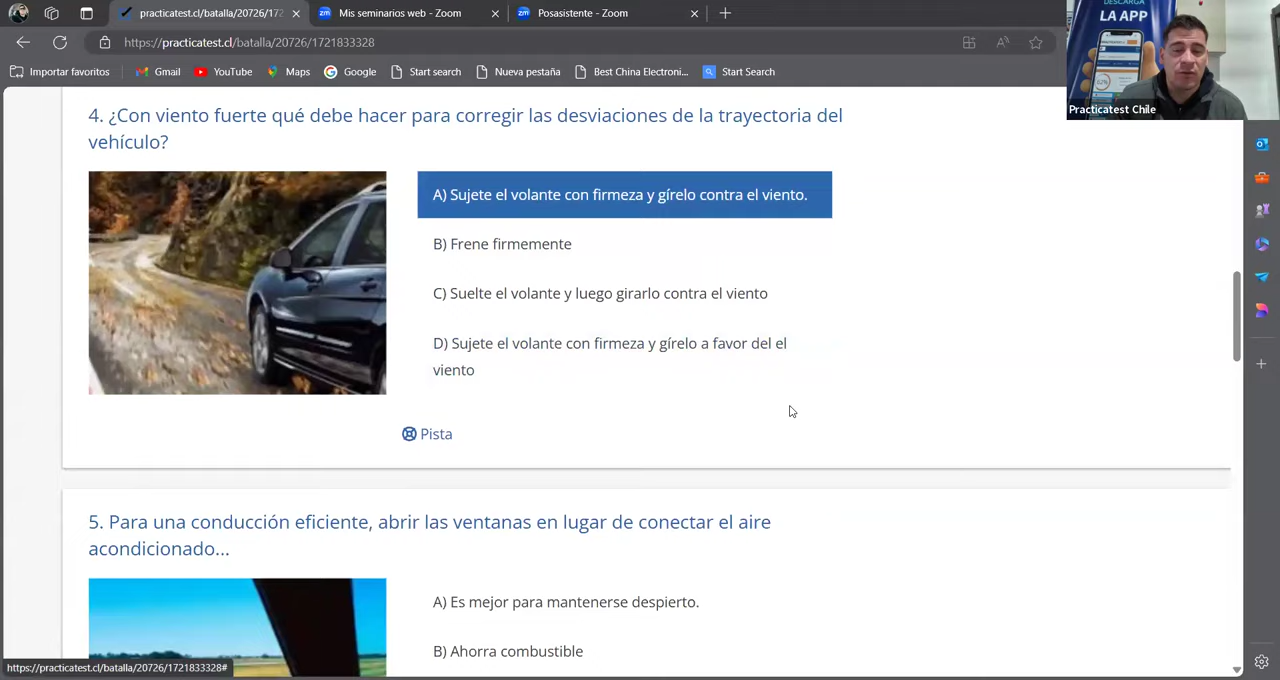 practicatest.cl/batalla/20726/172
Mis seminarios web - Zoom
Posasistente - Zoom
https://practicatest.cl/batalla/20726/1721833328
Importar favoritos
Gmail
YouTube
Maps
Google
Start search
Nueva pestaña
Best China Electroni...
Start Search
DESCARGA
LA APP
Practicatest Chile
4. ¿Con viento fuerte qué debe hacer para corregir las desviaciones de la trayectoria del
vehículo?
A) Sujete el volante con firmeza y gírelo contra el viento.
B) Frene firmemente
C) Suelte el volante y luego girarlo contra el viento
D) Sujete el volante con firmeza y gírelo a favor del el
viento
Pista
5. Para una conducción eficiente, abrir las ventanas en lugar de conectar el aire
acondicionado...
A) Es mejor para mantenerse despierto.
B) Ahorra combustible
https://practicatest.cl/batalla/20726/1721833328#